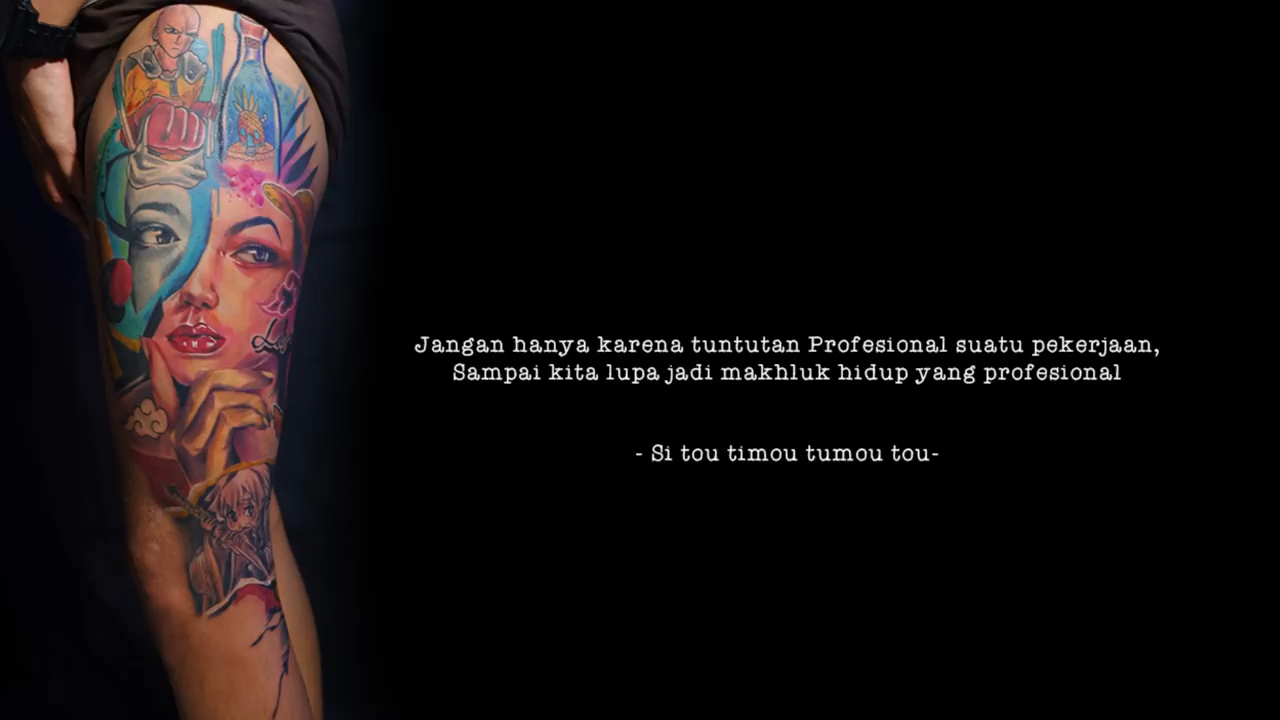 Jangan hanya karena tuntutan Profesional suatu pekerjaan,
Sampai kita lupa jadi makhluk hidup yang profesional
- Si tou timou tumou tou-